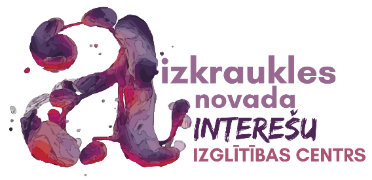 aizkraukles
novada
INTEREŠU
IZGLĪTĪBAS CENTRS